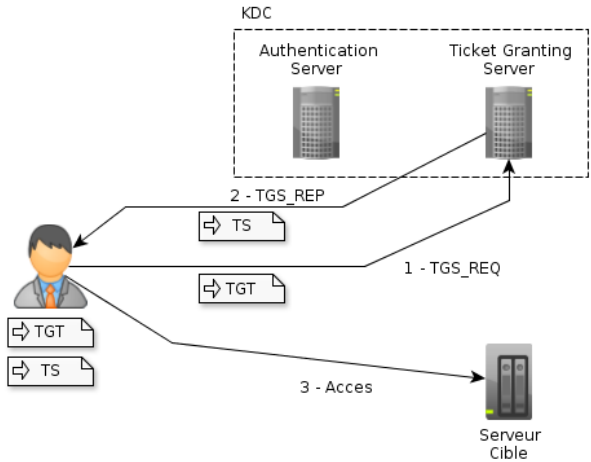 KDC
Authentication
Server
Ticket Granting
Server
2 - TGS_REP
TS
1 - TGS_REQ
TGT
TGT
TS
3 - Acces
Serveur
Cible